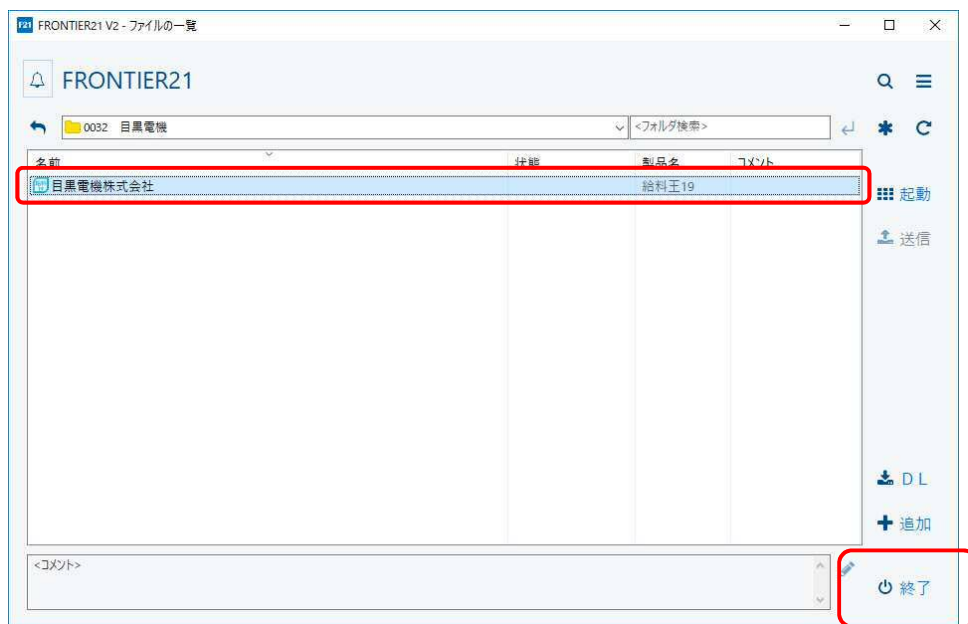 F21 FRONTIER21 V2 - ファイルの一覧
FRONTIER21
0032 目黒電機
<フォルダ検索>
名前 状態 製品名 コメント
目黒電機株式会社 給料王19
起動
送信
DL
追加
<コメント>
終了